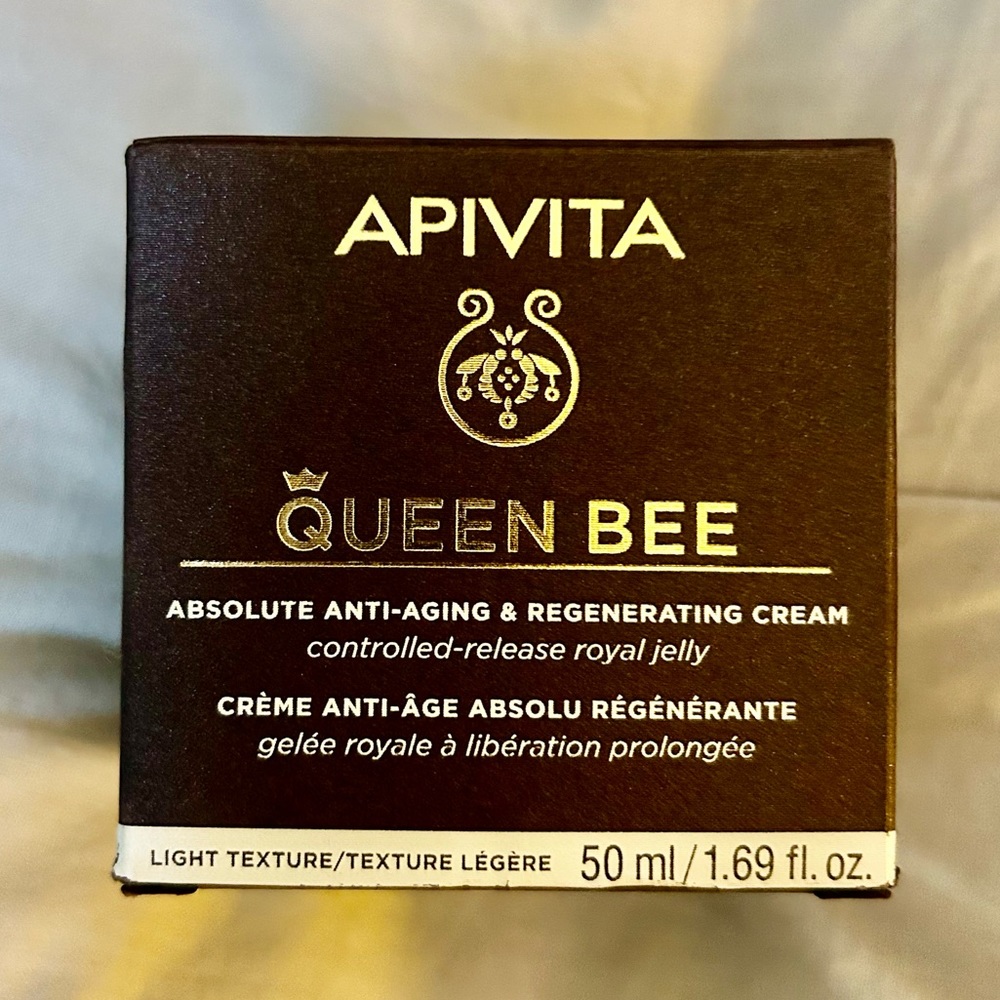 APIVITA
QUEEN BEE
ABSOLUTE ANTI-AGING & REGENERATING CREAM
controlled-release royal jelly
CRÈME ANTI-ÂGE ABSOLU RÉGÉNÉRANTE
gelée royale à libération prolongée
LIGHT TEXTURE/TEXTURE LÉGÈRE 50 ml/1.69 fl. oz.